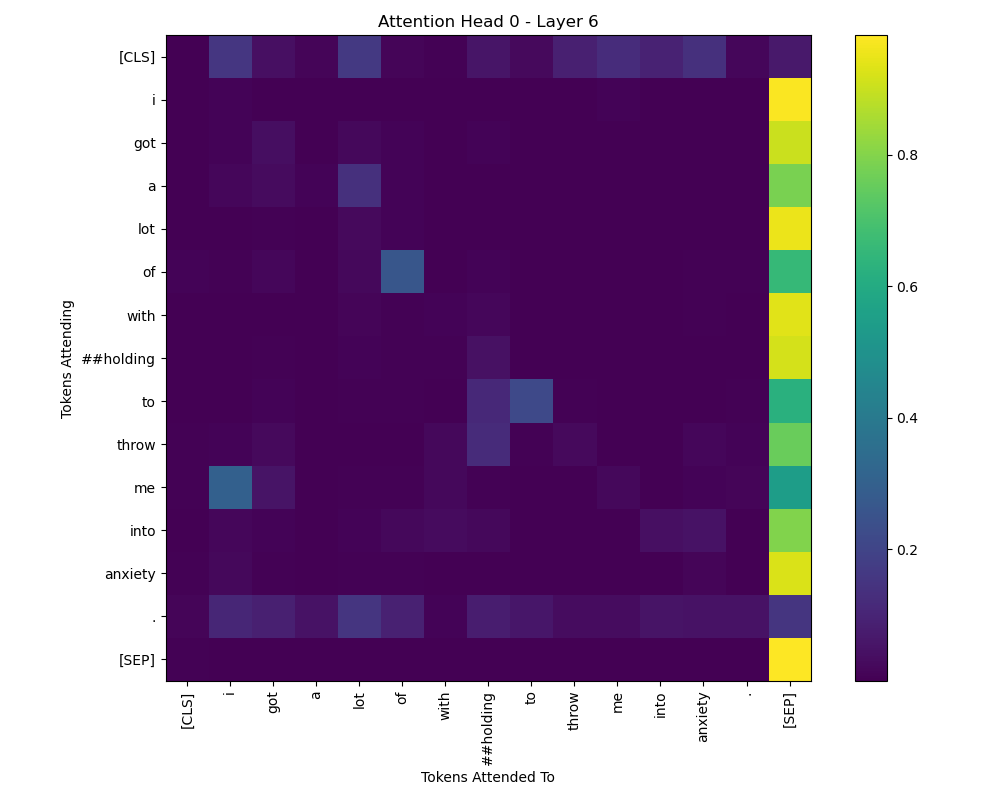 Attention Head 0 - Layer 6
Tokens Attending
[CLS]
i
got
a
lot
of
with
##holding
to
throw
me
into
anxiety
.
[SEP]
[CLS]
i
got
a
lot
of
with
##holding
to
throw
me
into
anxiety
.
[SEP]
Tokens Attended To
0.8
0.6
0.4
0.2